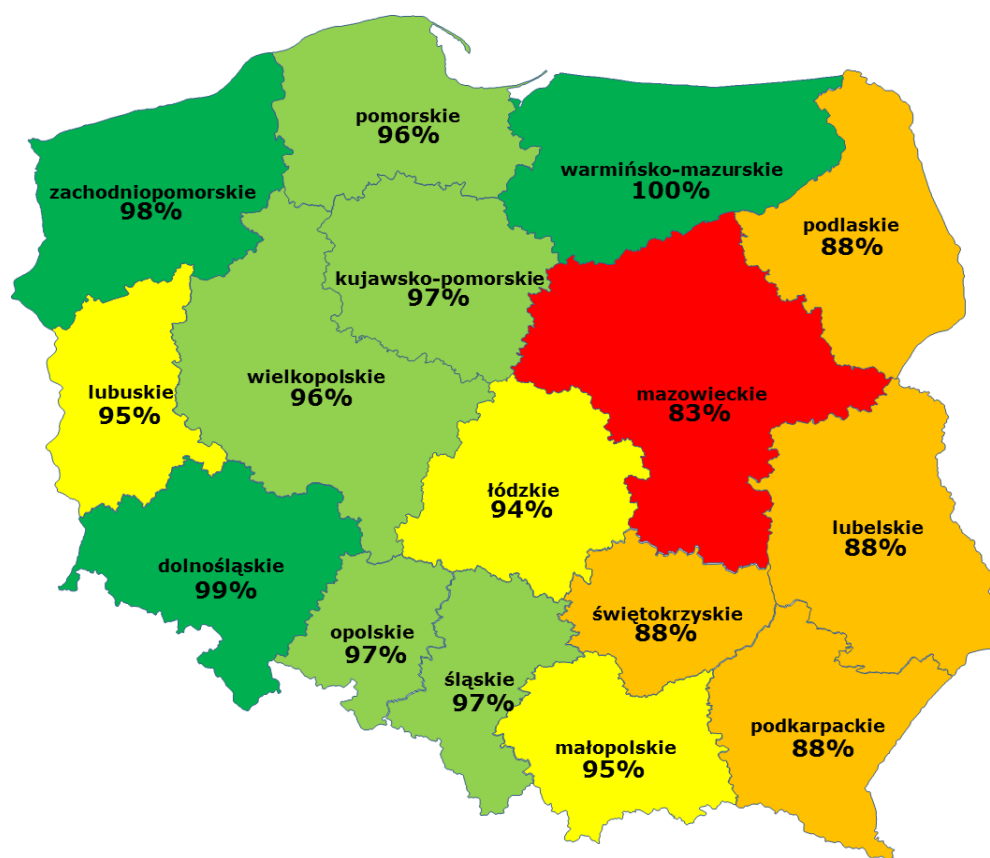 pomorskie
96%
warmińsko-mazurskie
100%
zachodniopomorskie
98%
podlaskie
88%
kujawsko-pomorskie
97%
wielkopolskie
96%
lubuskie
95%
mazowieckie
83%
łódzkie
94%
lubelskie
88%
dolnośląskie
99%
świętokrzyskie
88%
opolskie
97%
śląskie
97%
podkarpackie
88%
małopolskie
95%